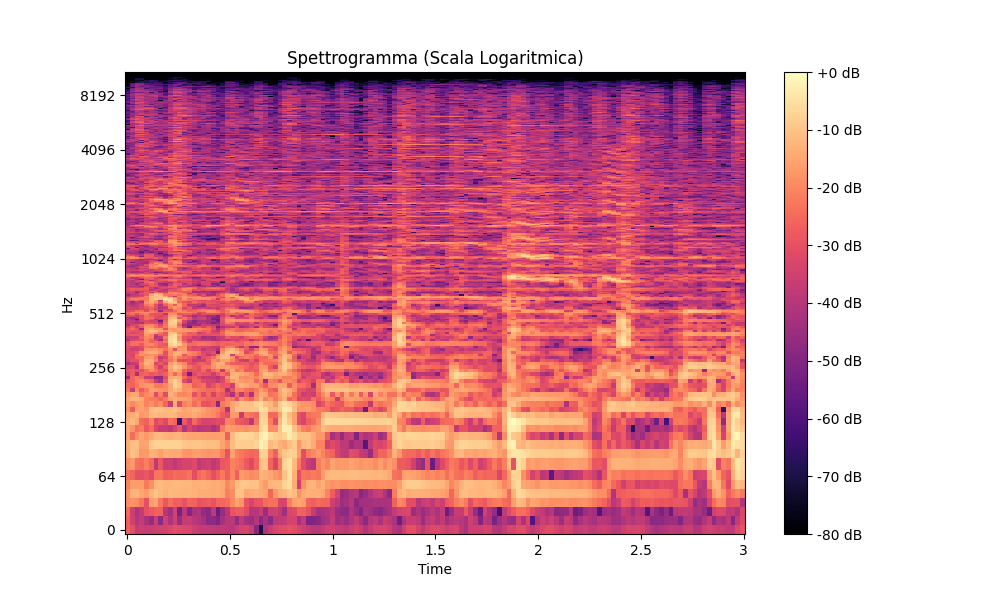 Spettrogramma (Scala Logaritmica)
8192
4096
2048
1024
512
256
128
64
0
Hz
0
0.5
1
1.5
2
2.5
3
Time
+0 dB
-10 dB
-20 dB
-30 dB
-40 dB
-50 dB
-60 dB
-70 dB
-80 dB